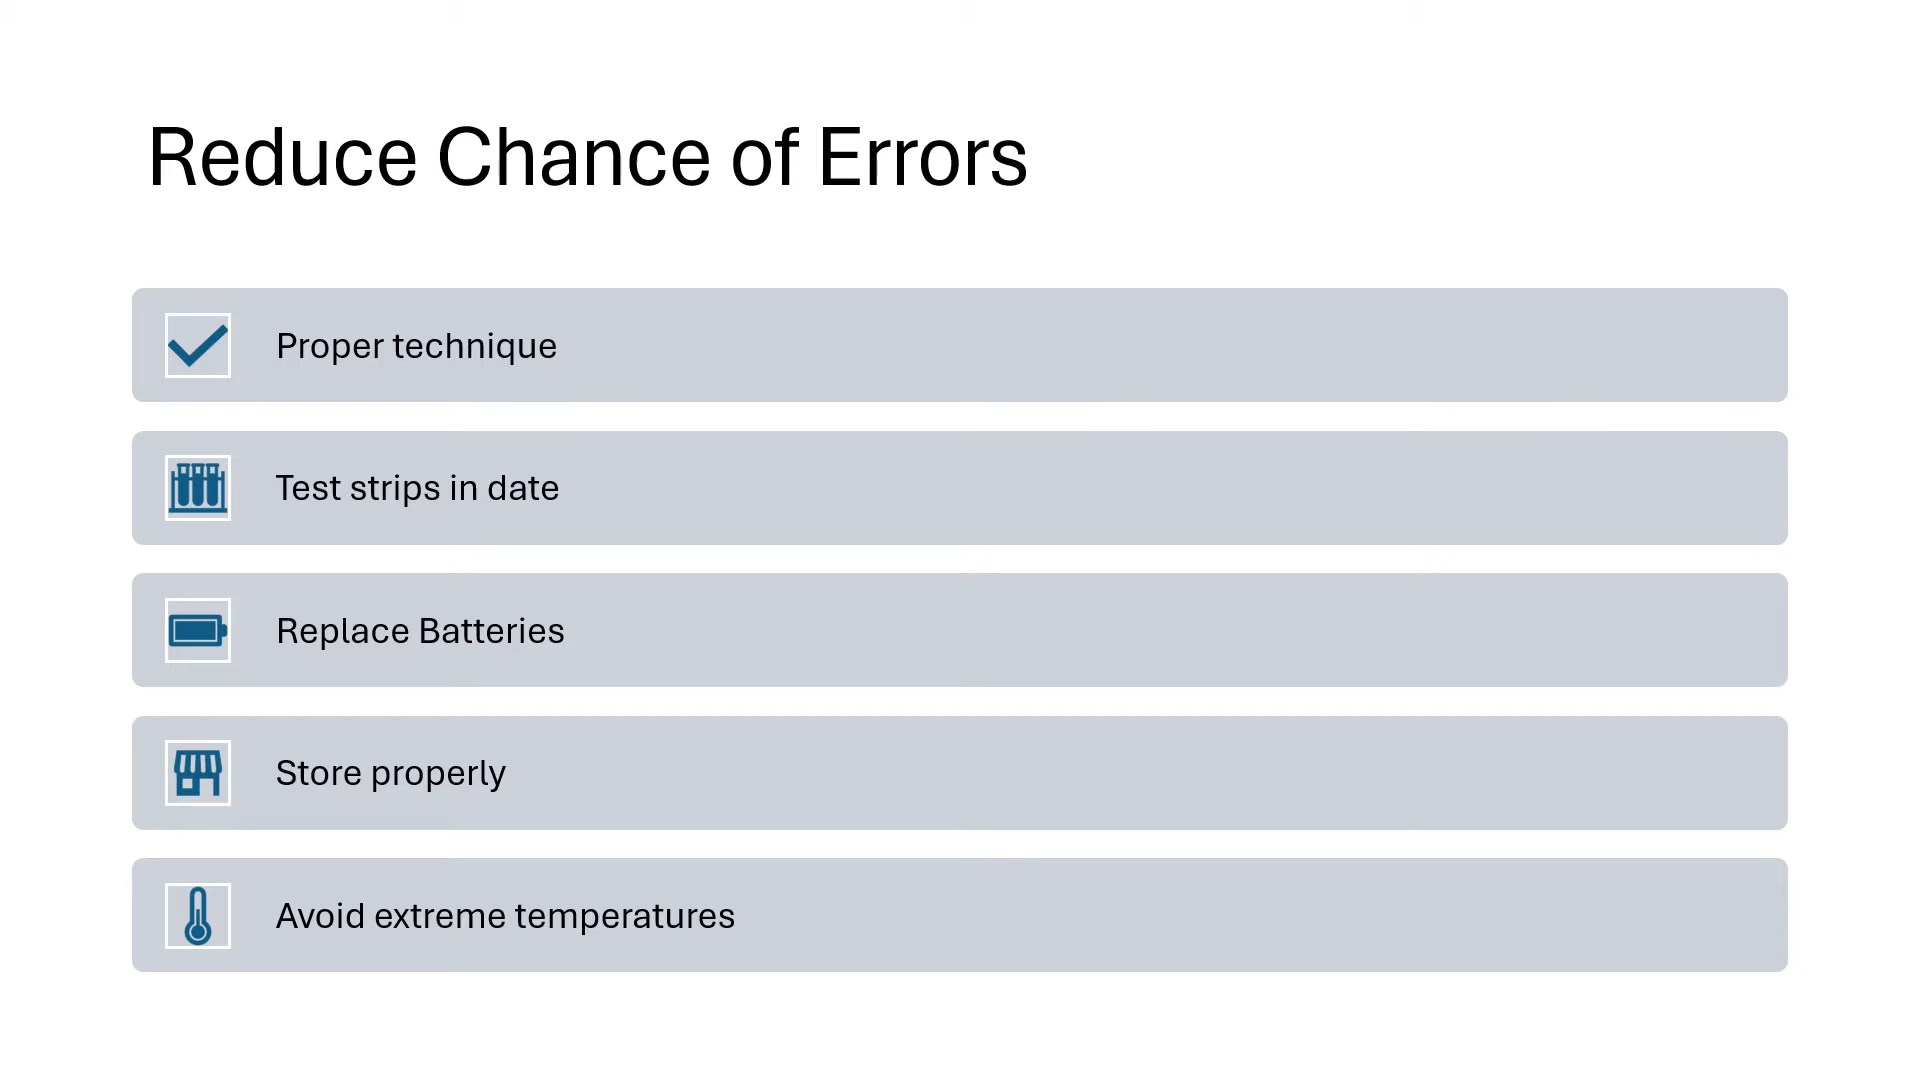 Reduce Chance of Errors
Proper technique
Test strips in date
Replace Batteries
Store properly
Avoid extreme temperatures